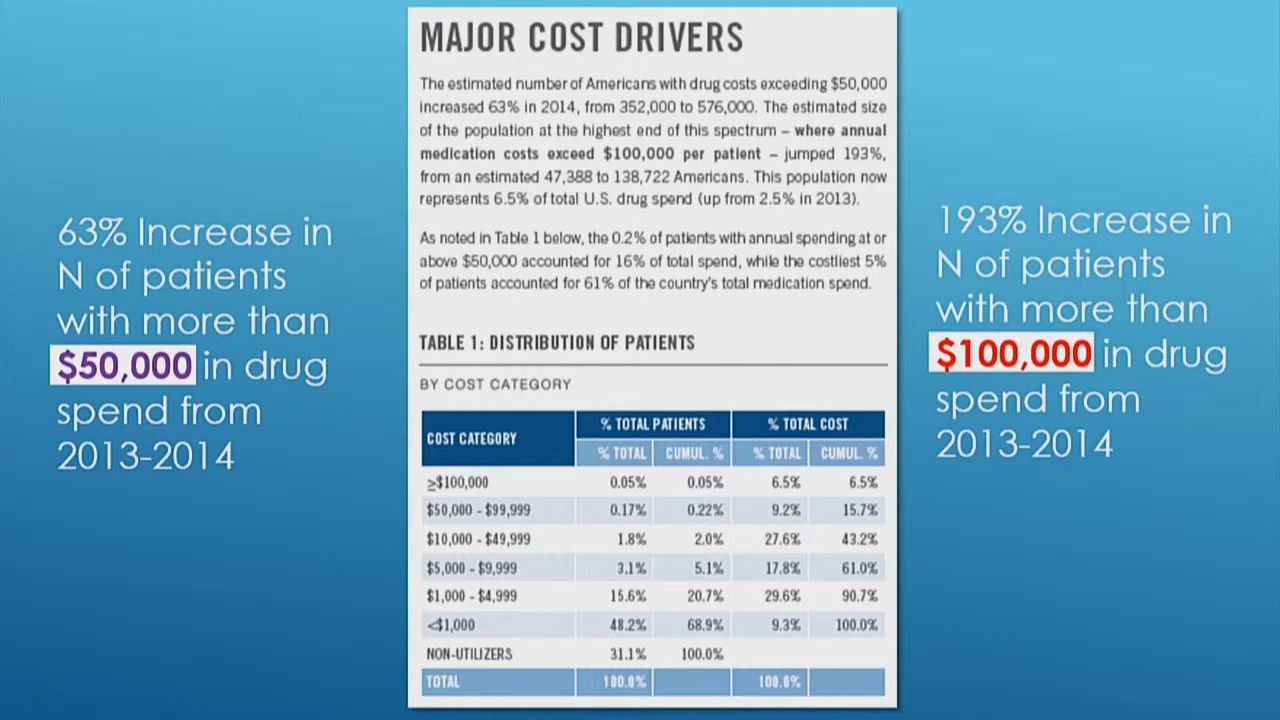 63% Increase in
N of patients
with more than
$50,000 in drug
spend from
2013-2014
MAJOR COST DRIVERS
The estimated number of Americans with drug costs exceeding $50,000
increased 63% in 2014, from 352,000 to 576,000. The estimated size
of the population at the highest end of this spectrum – where annual
medication costs exceed $100,000 per patient – jumped 193%,
from an estimated 47,388 to 138,722 Americans. This population now
represents 6.5% of total U.S. drug spend (up from 2.5% in 2013).
As noted in Table 1 below, the 0.2% of patients with annual spending at or
above $50,000 accounted for 16% of total spend, while the costliest 5%
of patients accounted for 61% of the country's total medication spend.
TABLE 1: DISTRIBUTION OF PATIENTS
BY COST CATEGORY
COST CATEGORY % TOTAL PATIENTS % TOTAL COST
% TOTAL CUMUL. % % TOTAL CUMUL. %
≥$100,000 0.05% 0.05% 6.5% 6.5%
$50,000 - $99,999 0.17% 0.22% 9.2% 15.7%
$10,000 - $49,999 1.8% 2.0% 27.6% 43.2%
$5,000 - $9,999 3.1% 5.1% 17.8% 61.0%
$1,000 - $4,999 15.6% 20.7% 29.6% 90.7%
<$1,000 48.2% 68.9% 9.3% 100.0%
NON-UTILIZERS 31.1% 100.0%
TOTAL 100.0% 100.0%
193% Increase in
N of patients
with more than
$100,000 in drug
spend from
2013-2014